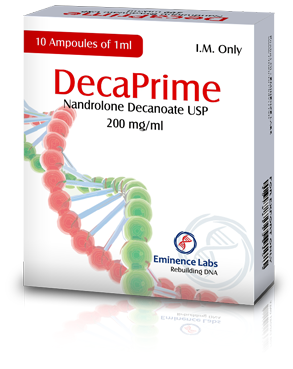 10 Ampoules of 1ml
I.M. Only
DecaPrime
Nandrolone Decanoate USP
200 mg/ml
Eminence Labs
Rebuilding DNA